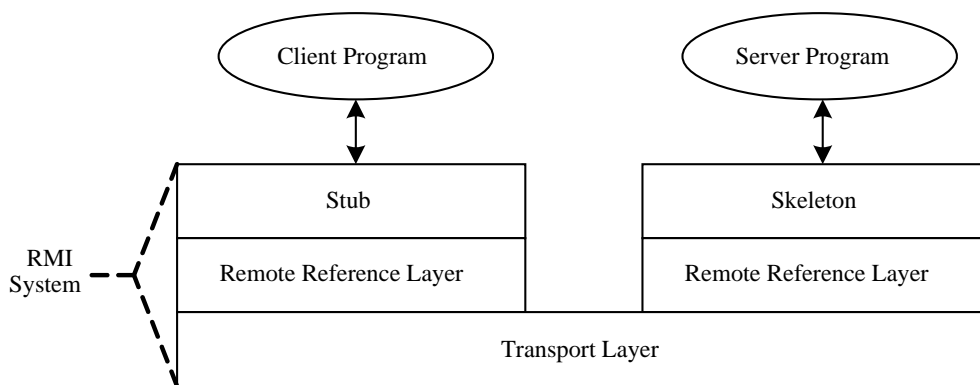 Client Program
Server Program
Stub
Skeleton
RMI
System
Remote Reference Layer
Remote Reference Layer
Transport Layer